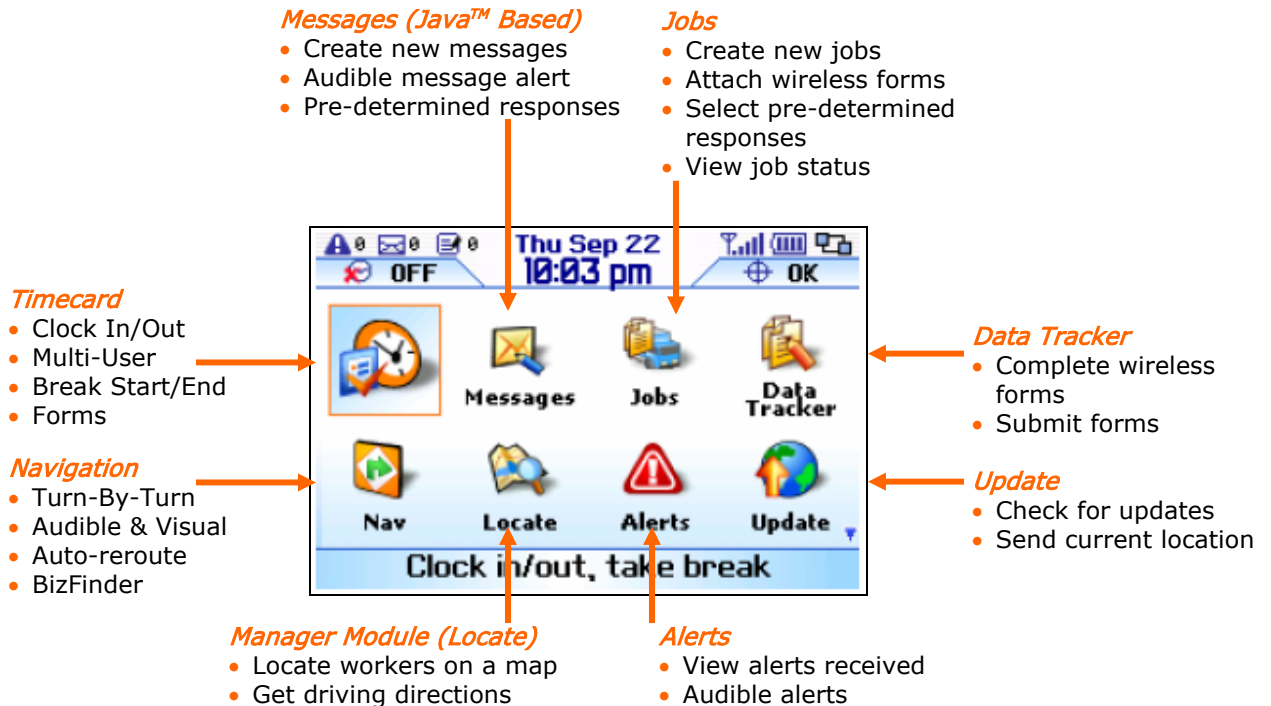 Messages (Java™ Based)
• Create new messages
• Audible message alert
• Pre-determined responses
Jobs
• Create new jobs
• Attach wireless forms
• Select pre-determined
responses
• View job status
Timecard
• Clock In/Out
• Multi-User
• Break Start/End
• Forms
Navigation
• Turn-By-Turn
• Audible & Visual
• Auto-reroute
• BizFinder
0 0 0 Thu Sep 22
OFF 10:03 pm OK
Messages Jobs Data
Tracker
Nav Locate Alerts Update
Clock in/out, take break
Data Tracker
• Complete wireless
forms
• Submit forms
Update
• Check for updates
• Send current location
Manager Module (Locate)
• Locate workers on a map
• Get driving directions
Alerts
• View alerts received
• Audible alerts